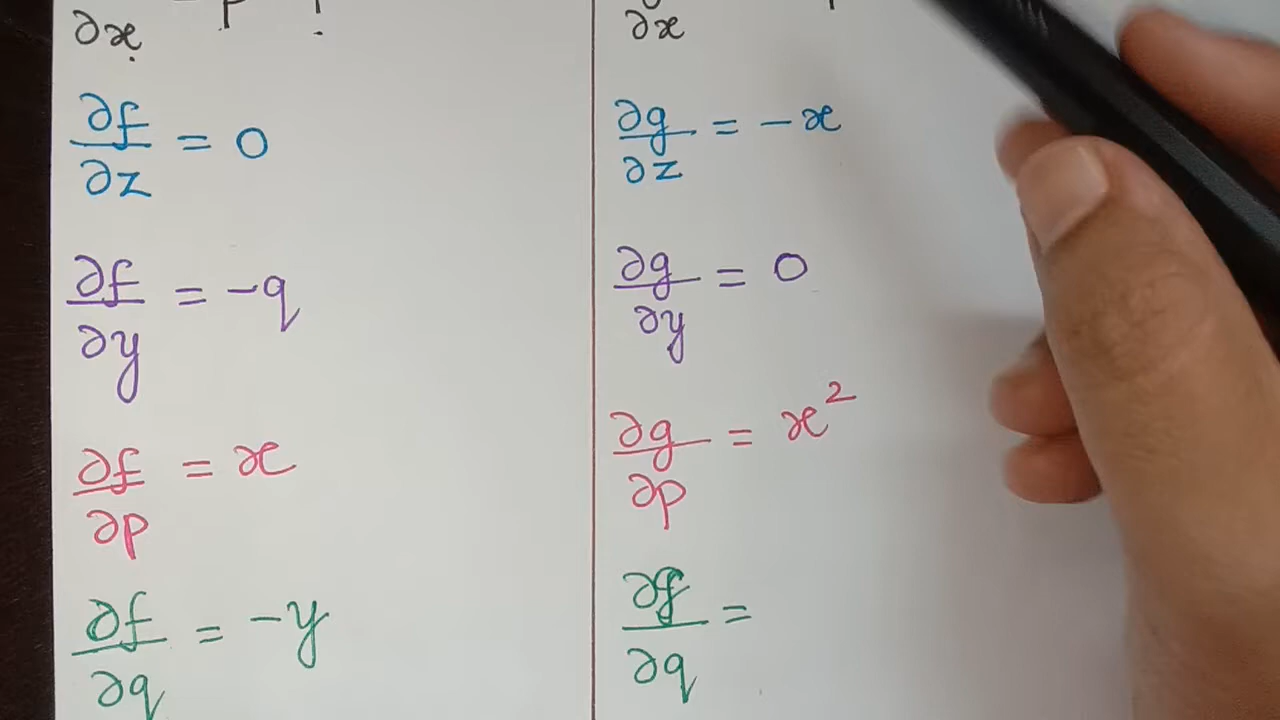 ∂x
∂f/∂z = 0
∂f/∂y = -q
∂f/∂p = x
∂f/∂q = -y
∂x
∂g/∂z = -x
∂g/∂y = 0
∂g/∂p = x²
∂g/∂q =